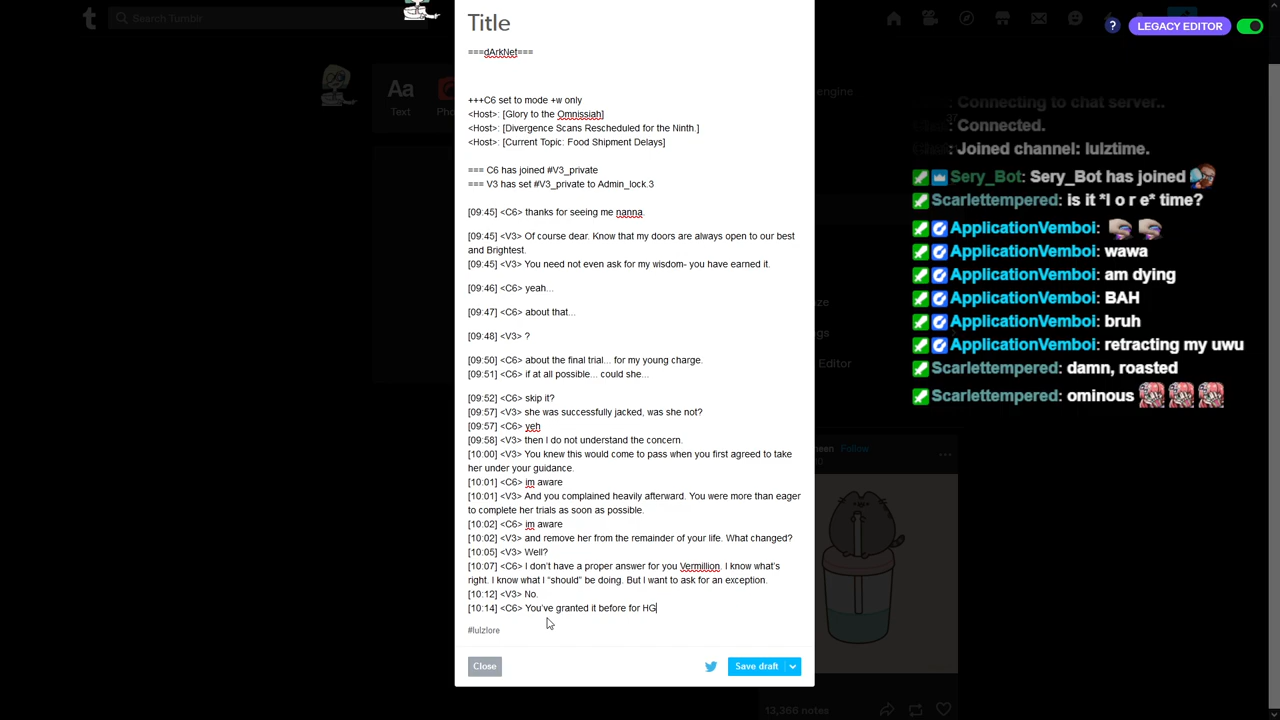 Search Tumblr
LEGACY EDITOR
Title
===dArkNet===
+++C6 set to mode +w only
<Host>: [Glory to the Omnissiah]
<Host>: [Divergence Scans Rescheduled for the Ninth.]
<Host>: [Current Topic: Food Shipment Delays]
=== C6 has joined #V3_private
=== V3 has set #V3_private to Admin_lock.3
[09:45] <C6> thanks for seeing me nanna.
[09:45] <V3> Of course dear. Know that my doors are always open to our best
and Brightest.
[09:45] <V3> You need not even ask for my wisdom- you have earned it.
[09:46] <C6> yeah...
[09:47] <C6> about that...
[09:48] <V3> ?
[09:50] <C6> about the final trial... for my young charge.
[09:51] <C6> if at all possible... could she...
[09:52] <C6> skip it?
[09:57] <V3> she was successfully jacked, was she not?
[09:57] <C6> yeh
[09:58] <V3> then I do not understand the concern.
[10:00] <V3> You knew this would come to pass when you first agreed to take
her under your guidance.
[10:01] <C6> im aware
[10:01] <V3> And you complained heavily afterward. You were more than eager
to complete her trials as soon as possible.
[10:02] <C6> im aware
[10:02] <V3> and remove her from the remainder of your life. What changed?
[10:05] <V3> Well?
[10:07] <C6> I don't have a proper answer for you Vermillion. I know what's
right. I know what I “should” be doing. But I want to ask for an exception.
[10:12] <V3> No.
[10:14] <C6> You've granted it before for HG
#lulzlore
Close
Save draft
Aa
Text
engine
Editor
Follow
13,366 notes
Connecting to chat server..
Connected.
Joined channel: lulztime.
Sery_Bot: Sery_Bot has joined
Scarlettempered: is it *l o r e* time?
ApplicationVemboi:
ApplicationVemboi: wawa
ApplicationVemboi: am dying
ApplicationVemboi: BAH
ApplicationVemboi: bruh
ApplicationVemboi: retracting my uwu
Scarlettempered: damn, roasted
Scarlettempered: ominous